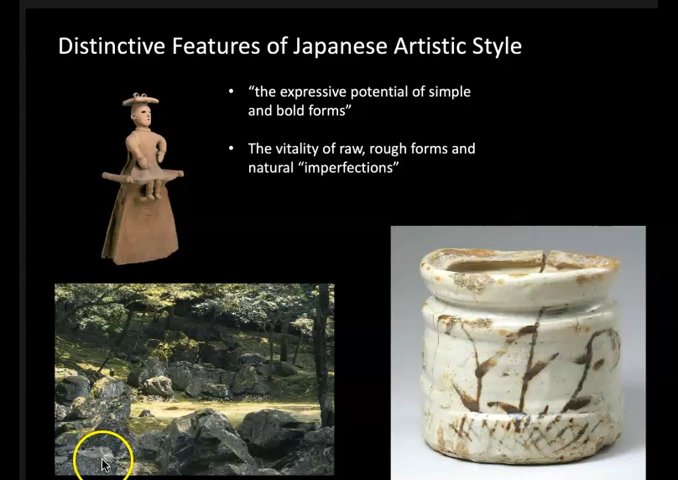 Distinctive Features of Japanese Artistic Style
• “the expressive potential of simple
and bold forms”
• The vitality of raw, rough forms and
natural “imperfections”